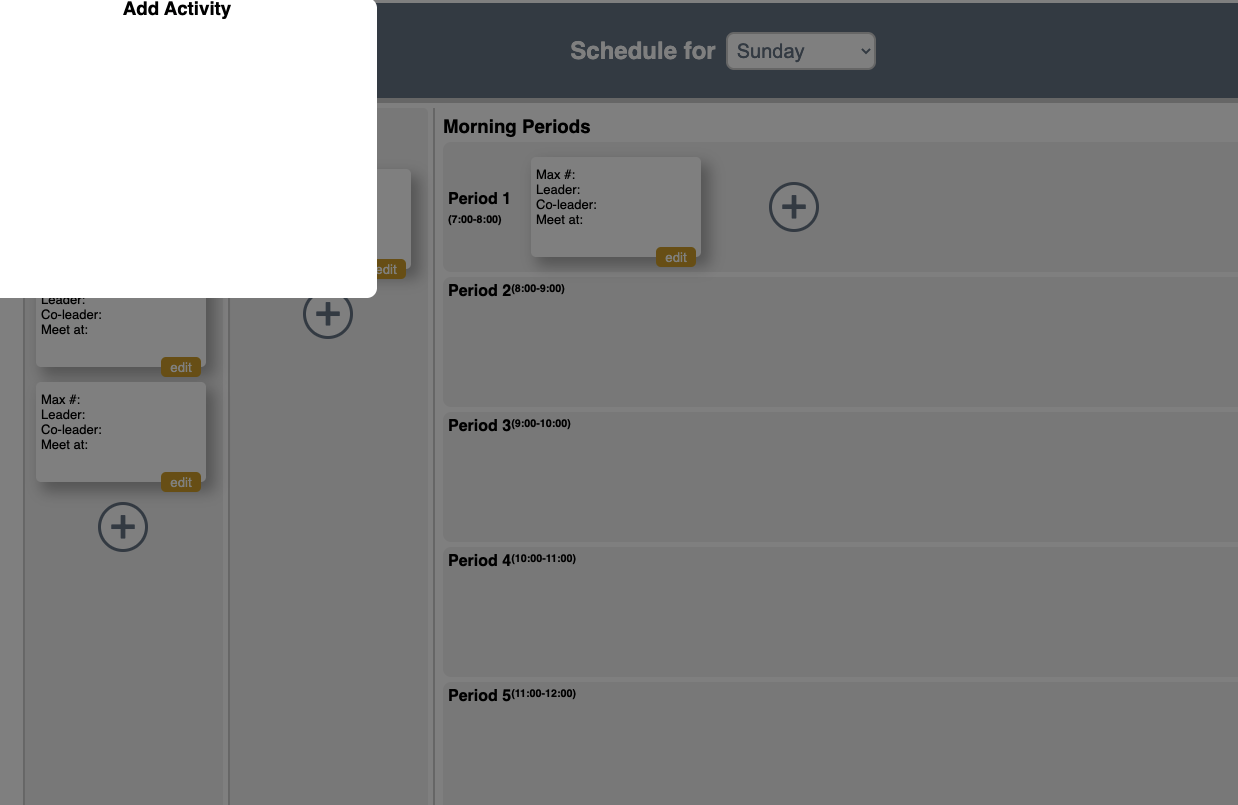 Add Activity
Schedule for Sunday
edit
Leader:
Co-leader:
Meet at:
edit
Max #:
Leader:
Co-leader:
Meet at:
edit
Morning Periods
Period 1
(7:00-8:00)
Max #:
Leader:
Co-leader:
Meet at:
edit
Period 2(8:00-9:00)
Period 3(9:00-10:00)
Period 4(10:00-11:00)
Period 5(11:00-12:00)